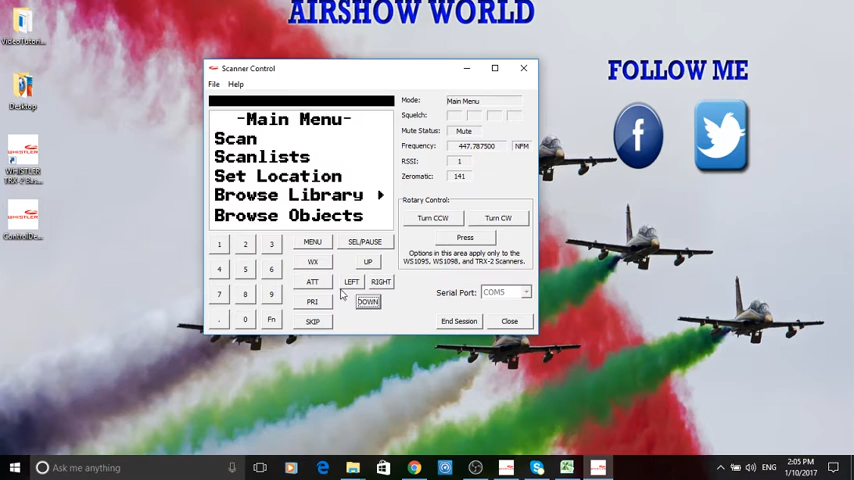 AIRSHOW WORLD
FOLLOW ME
VideoTutori...
Desktop
WHISTLER
TRX-2 Bas...
ControlDe...
Scanner Control
File Help
-Main Menu-
Scan
Scanlists
Set Location
Browse Library
Browse Objects
Mode: Main Menu
Squelch:
Mute Status: Mute
Frequency: 447.787500 NFM
RSSI: 1
Zeromatic: 141
Rotary Control:
Turn CCW Turn CW
Press
Options in this area apply only to the
WS1095, WS1098, and TRX-2 Scanners.
1 2 3 MENU SEL/PAUSE
4 5 6 WX UP
ATT LEFT RIGHT
7 8 9 PRI DOWN
. 0 Fn SKIP
Serial Port: COM5
End Session Close
Ask me anything
ENG
2:05 PM
1/10/2017